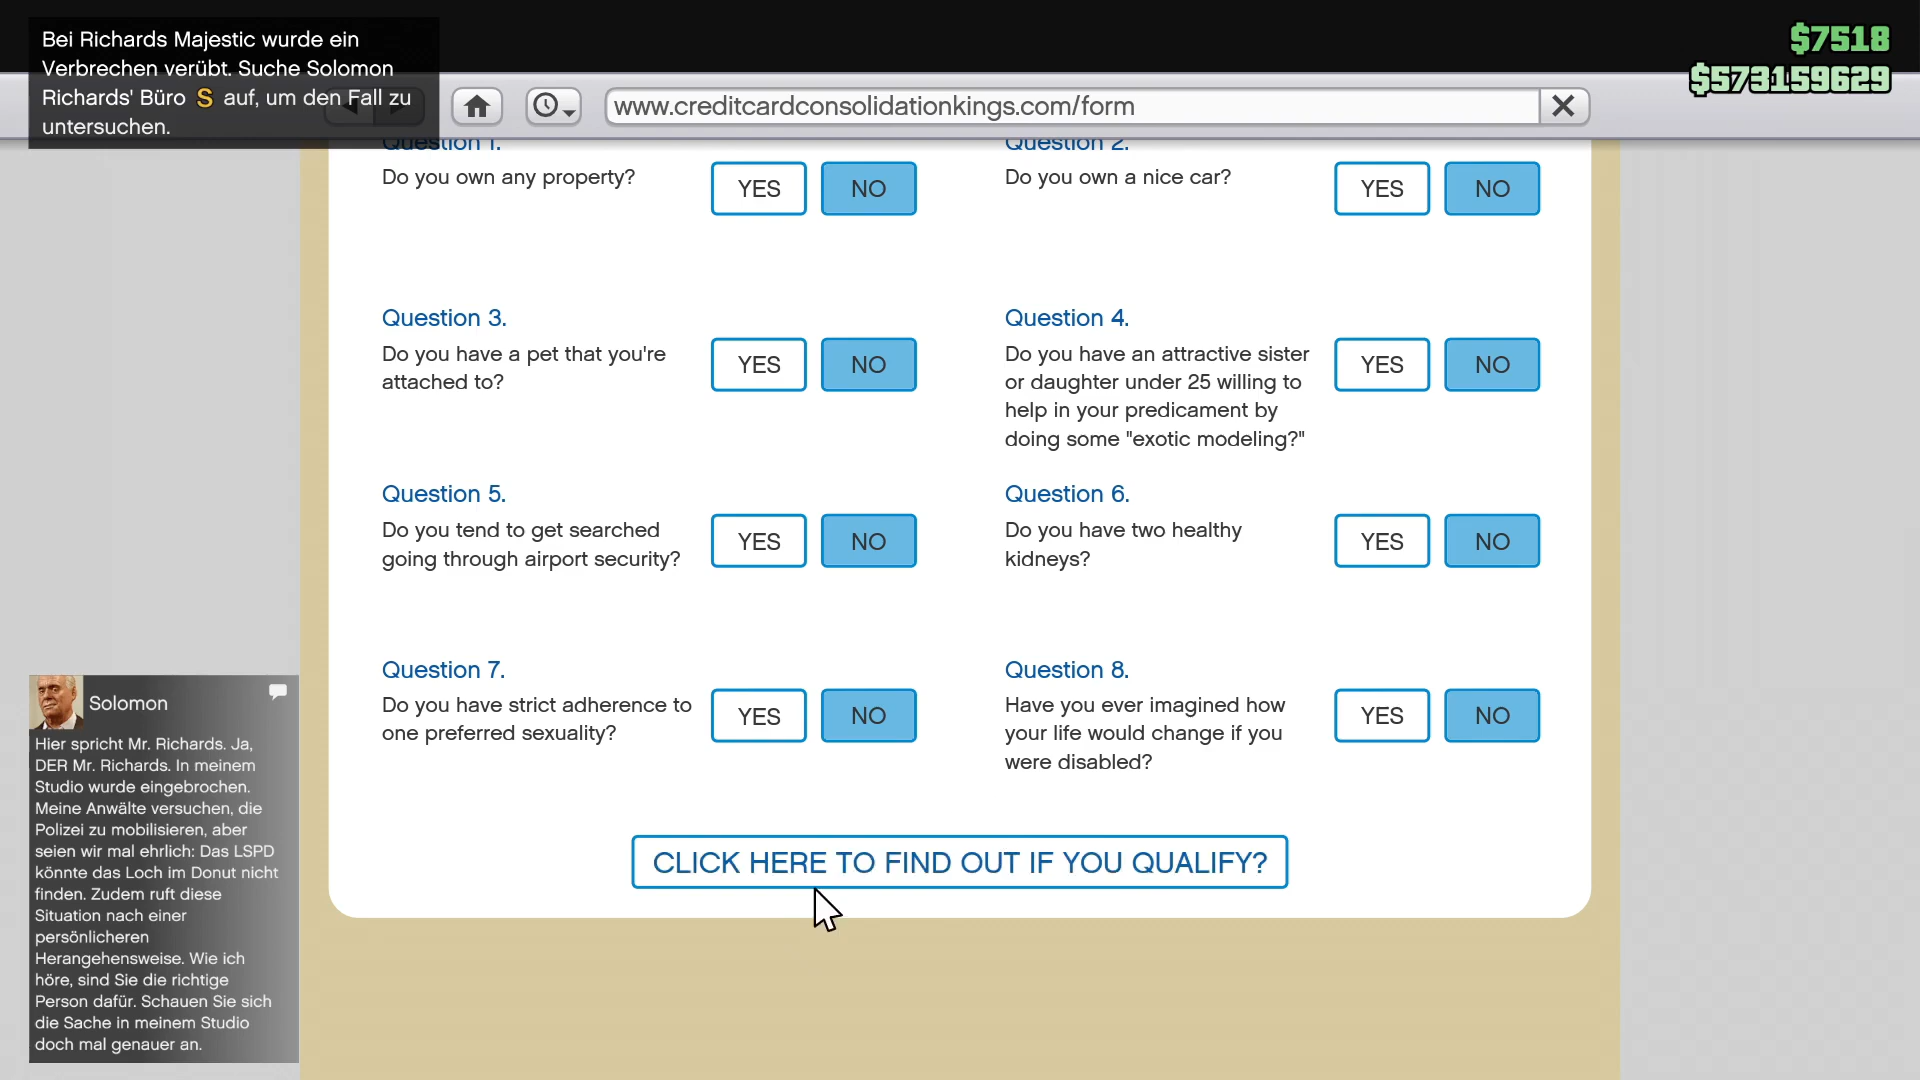 Bei Richards Majestic wurde ein
Verbrechen verübt. Suche Solomon
Richards' Büro S auf, um den Fall zu
untersuchen.
$7518
$573159629
www.creditcardconsolidationkings.com/form
Question 1.
Do you own any property?
YES NO
Question 2.
Do you own a nice car?
YES NO
Question 3.
Do you have a pet that you're
attached to?
YES NO
Question 4.
Do you have an attractive sister
or daughter under 25 willing to
help in your predicament by
doing some "exotic modeling?"
YES NO
Question 5.
Do you tend to get searched
going through airport security?
YES NO
Question 6.
Do you have two healthy
kidneys?
YES NO
Question 7.
Do you have strict adherence to
one preferred sexuality?
YES NO
Question 8.
Have you ever imagined how
your life would change if you
were disabled?
YES NO
CLICK HERE TO FIND OUT IF YOU QUALIFY?
Solomon
Hier spricht Mr. Richards. Ja,
DER Mr. Richards. In meinem
Studio wurde eingebrochen.
Meine Anwälte versuchen, die
Polizei zu mobilisieren, aber
seien wir mal ehrlich: Das LSPD
könnte das Loch im Donut nicht
finden. Zudem ruft diese
Situation nach einer
persönlicheren
Herangehensweise. Wie ich
höre, sind Sie die richtige
Person dafür. Schauen Sie sich
die Sache in meinem Studio
doch mal genauer an.